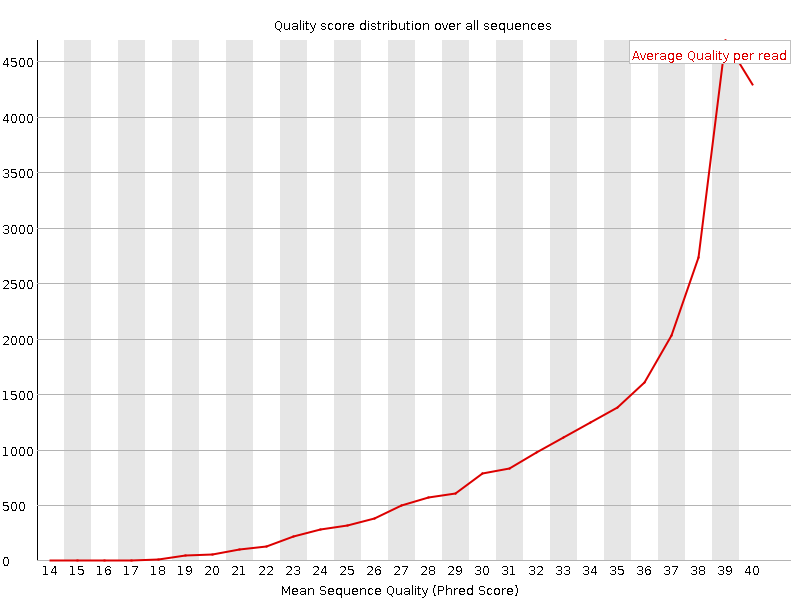 Quality score distribution over all sequences
Average Quality per read
4500
4000
3500
3000
2500
2000
1500
1000
500
0
14 15 16 17 18 19 20 21 22 23 24 25 26 27 28 29 30 31 32 33 34 35 36 37 38 39 40
Mean Sequence Quality (Phred Score)